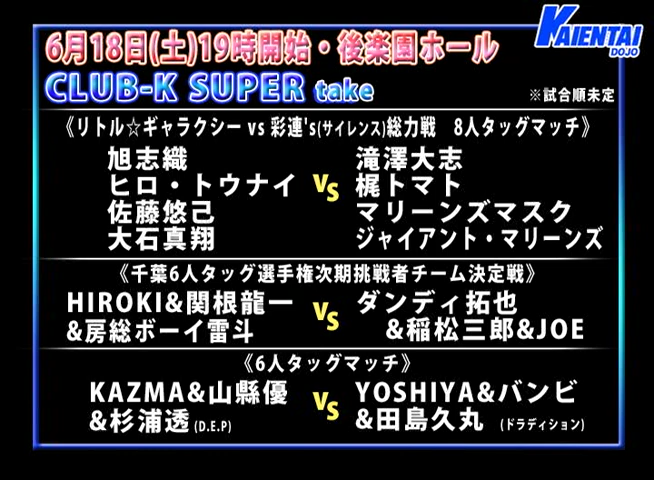 6月18日(土)19時開始・後楽園ホール
KAIENTAI
DOJO
CLUB-K SUPER take
※試合順未定
《リトル☆ギャラクシー vs 彩連's(サイレンス)総力戦 8人タッグマッチ》
旭志織
ヒロ・トウナイ
佐藤悠己
大石真翔
VS
滝澤大志
梶トマト
マリーンズマスク
ジャイアント・マリーンズ
《千葉6人タッグ選手権次期挑戦者チーム決定戦》
HIROKI&関根龍一
&房総ボーイ雷斗
VS
ダンディ拓也
&稲松三郎&JOE
《6人タッグマッチ》
KAZMA&山縣優
&杉浦透(D.E.P)
VS
YOSHIYA&バンビ
&田島久丸 (ドラディション)